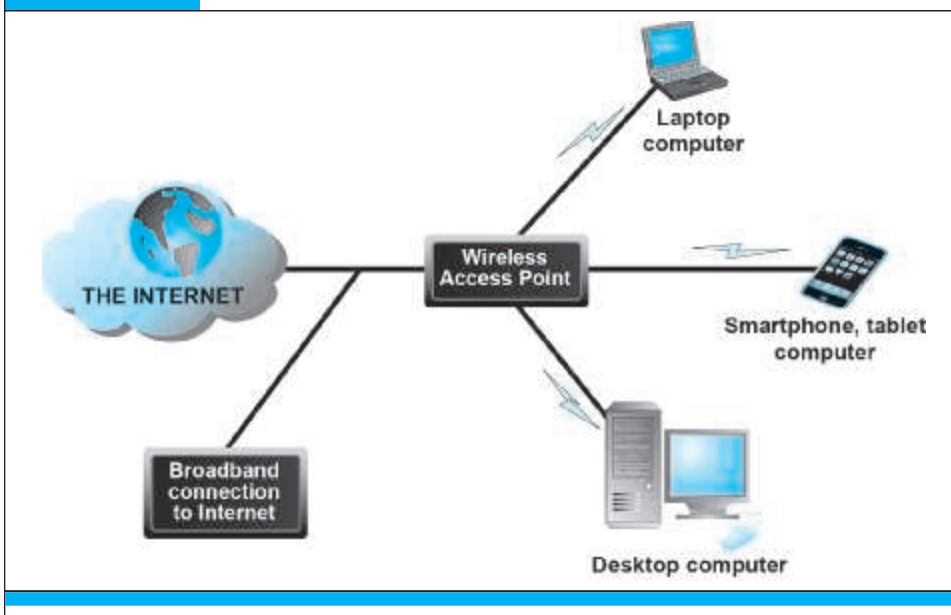 Laptop
computer
THE INTERNET
Wireless
Access Point
Smartphone, tablet
computer
Broadband
connection
to Internet
Desktop computer